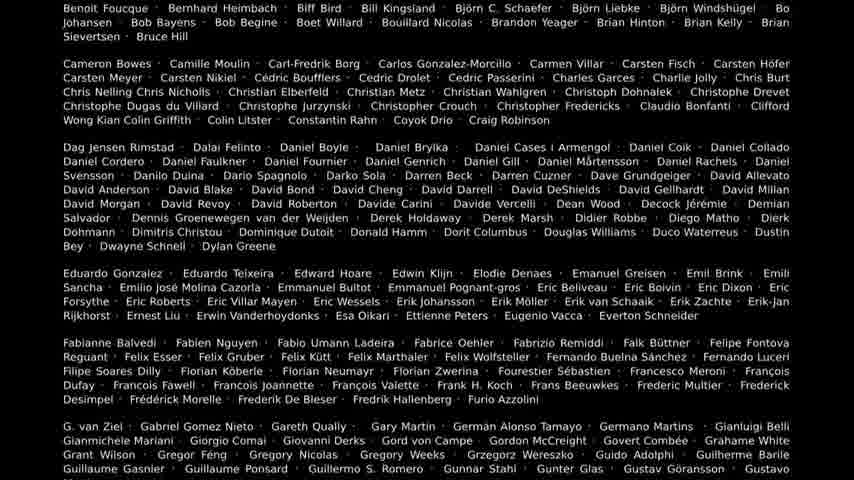 Benoit Foucque · Bernhard Heimbach · Biff Bird · Bill Kingsland · Björn C. Schaefer · Björn Liebke · Björn Windshügel · Bo
Johansen · Bob Bayens · Bob Begine · Boet Willard · Bouillard Nicolas · Brandon Yeager · Brian Hinton · Brian Kelly · Brian
Sievertsen · Bruce Hill
Cameron Bowes · Camille Moulin · Carl-Fredrik Borg · Carlos Gonzalez-Morcillo · Carmen Villar · Carsten Fisch · Carsten Höfer
Carsten Meyer · Carsten Nikiel · Cédric Boufflers · Cedric Drolet · Cedric Passerini · Charles Garces · Charlie Jolly · Chris Burt
Chris Nelling Chris Nicholls · Christian Elberfeld · Christian Metz · Christian Wahlgren · Christoph Dohnalek · Christophe Drevet
Christophe Dugas du Villard · Christophe Jurzynski · Christopher Crouch · Christopher Fredericks · Claudio Bonfanti · Clifford
Wong Kian Colin Griffith · Colin Litster · Constantin Rahn · Coyok Drio · Craig Robinson
Dag Jensen Rimstad · Dalai Felinto · Daniel Boyle · Daniel Brylka · Daniel Cases i Armengol · Daniel Coik · Daniel Collado
Daniel Cordero · Daniel Faulkner · Daniel Fournier · Daniel Genrich · Daniel Gill · Daniel Mårtensson · Daniel Rachels · Daniel
Svensson · Danilo Duina · Dario Spagnolo · Darko Sola · Darren Beck · Darren Cuzner · Dave Grundgeiger · David Allevato
David Anderson · David Blake · David Bond · David Cheng · David Darrell · David DeShields · David Gellhardt · David Milian
David Morgan · David Revoy · David Roberton · Davide Carini · Davide Vercelli · Dean Wood · Decock Jérémie · Demian
Salvador · Dennis Groenewegen van der Weijden · Derek Holdaway · Derek Marsh · Didier Robbe · Diego Matho · Dierk
Dohmann · Dimitris Christou · Dominique Dutoit · Donald Hamm · Dorit Columbus · Douglas Williams · Duco Waterreus · Dustin
Bey · Dwayne Schnell · Dylan Greene
Eduardo Gonzalez · Eduardo Teixeira · Edward Hoare · Edwin Klijn · Elodie Denaes · Emanuel Greisen · Emil Brink · Emili
Sancha · Emilio José Molina Cazorla · Emmanuel Bultot · Emmanuel Pognant-gros · Eric Beliveau · Eric Boivin · Eric Dixon · Eric
Forsythe · Eric Roberts · Eric Villar Mayen · Eric Wessels · Erik Johansson · Erik Möller · Erik van Schaaik · Erik Zachte · Erik-Jan
Rijkhorst · Ernest Liu · Erwin Vanderhoydonks · Esa Oikari · Ettienne Peters · Eugenio Vacca · Everton Schneider
Fabianne Balvedi · Fabien Nguyen · Fabio Umann Ladeira · Fabrice Oehler · Fabrizio Remiddi · Falk Büttner · Felipe Fontova
Reguant · Felix Esser · Felix Gruber · Felix Kütt · Felix Marthaler · Felix Wolfsteller · Fernando Buelna Sánchez · Fernando Luceri
Filipe Soares Dilly · Florian Köberle · Florian Neumayr · Florian Zwerina · Fourestier Sébastien · Francesco Meroni · François
Dufay · Francois Fawell · Francois Joannette · François Valette · Frank H. Koch · Frans Beeuwkes · Frederic Multier · Frederick
Desimpel · Frédérick Morelle · Frederik De Bleser · Fredrik Hallenberg · Furio Azzolini
G. van Ziel · Gabriel Gomez Nieto · Gareth Qually · Gary Martin · Germán Alonso Tamayo · Germano Martins · Gianluigi Belli
Gianmichele Mariani · Giorgio Comai · Giovanni Derks · Gord von Campe · Gordon McCreight · Govert Combée · Grahame White
Grant Wilson · Gregor Féng · Gregory Nicolas · Gregory Weeks · Grzegorz Wereszko · Guido Adolphi · Guilherme Barile
Guillaume Gasnier · Guillaume Ponsard · Guillermo S. Romero · Gunnar Stahl · Gunter Glas · Gustav Göransson · Gustavo